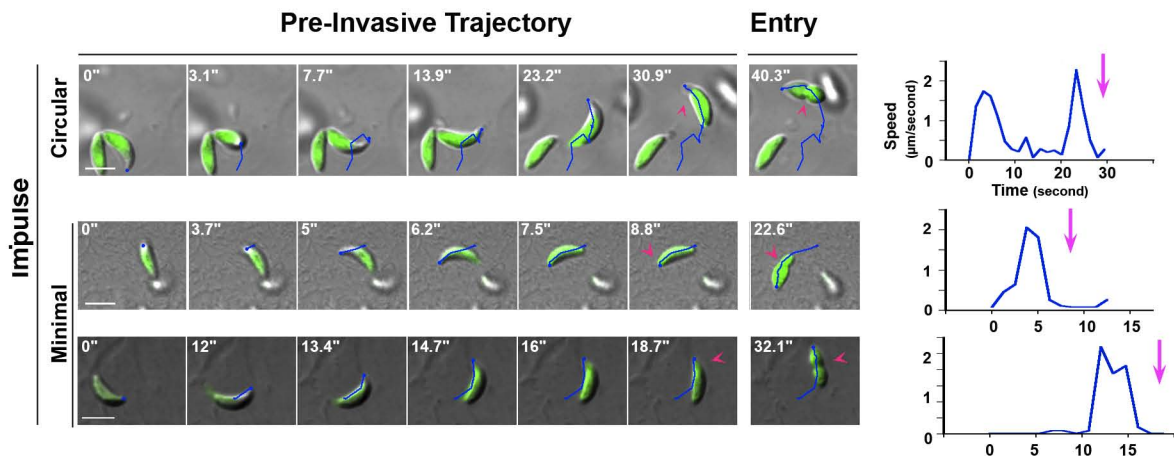 Pre-Invasive Trajectory
Entry
Impulse
Circular
0" 3.1" 7.7" 13.9" 23.2" 30.9" 40.3"
Speed
(µm/second)
2
1
0
0 10 20 30
Time (second)
Minimal
0" 3.7" 5" 6.2" 7.5" 8.8" 22.6"
2
1
0
0 5 10 15
0" 12" 13.4" 14.7" 16" 18.7" 32.1"
2
1
0
0 5 10 15